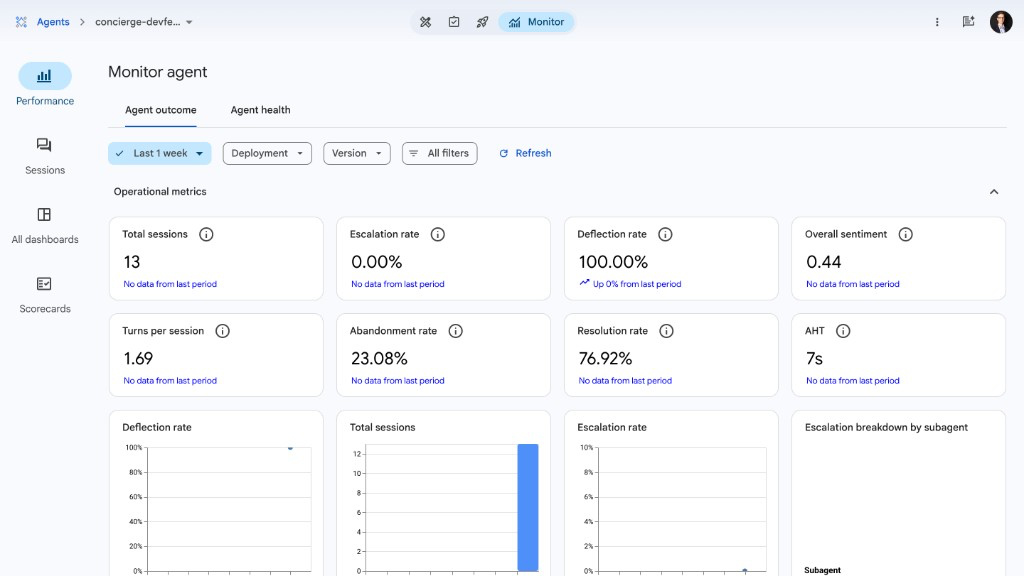 Agents > concierge-devfe...
Monitor
Performance
Sessions
All dashboards
Scorecards
Monitor agent
Agent outcome
Agent health
Last 1 week
Deployment
Version
All filters
Refresh
Operational metrics
Total sessions
13
No data from last period
Escalation rate
0.00%
No data from last period
Deflection rate
100.00%
Up 0% from last period
Overall sentiment
0.44
No data from last period
Turns per session
1.69
No data from last period
Abandonment rate
23.08%
No data from last period
Resolution rate
76.92%
No data from last period
AHT
7s
No data from last period
Deflection rate
100%
80%
60%
40%
20%
0%
Total sessions
12
10
8
6
4
2
0
Escalation rate
10%
8%
6%
4%
2%
0%
Escalation breakdown by subagent
Subagent